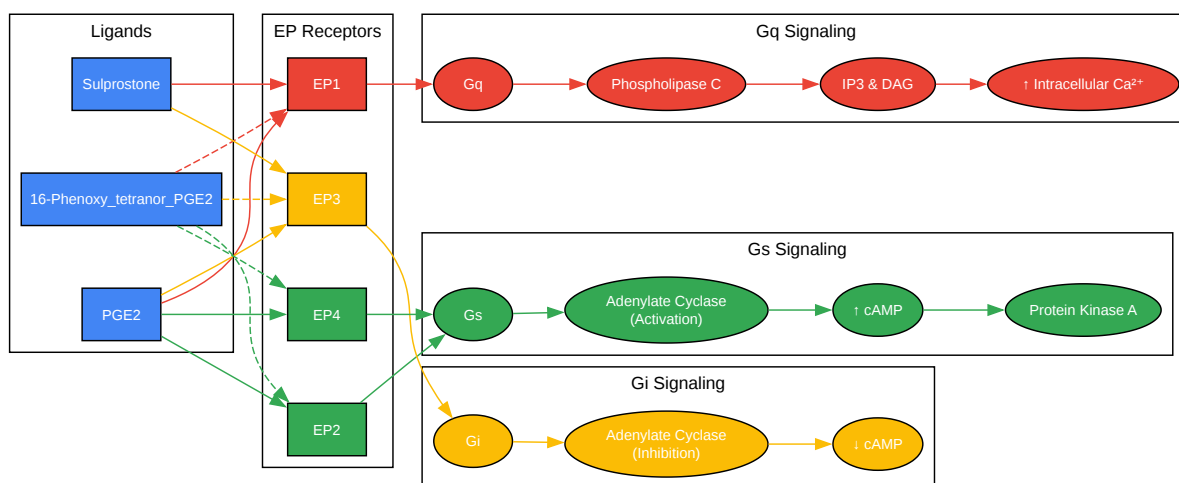 Ligands
Sulprostone
16-Phenoxy_tetranor_PGE2
PGE2
EP Receptors
EP1
EP3
EP4
EP2
Gq Signaling
Gq
Phospholipase C
IP3 & DAG
↑ Intracellular Ca²⁺
Gs Signaling
Gs
Adenylate Cyclase
(Activation)
↑ cAMP
Protein Kinase A
Gi Signaling
Gi
Adenylate Cyclase
(Inhibition)
↓ cAMP